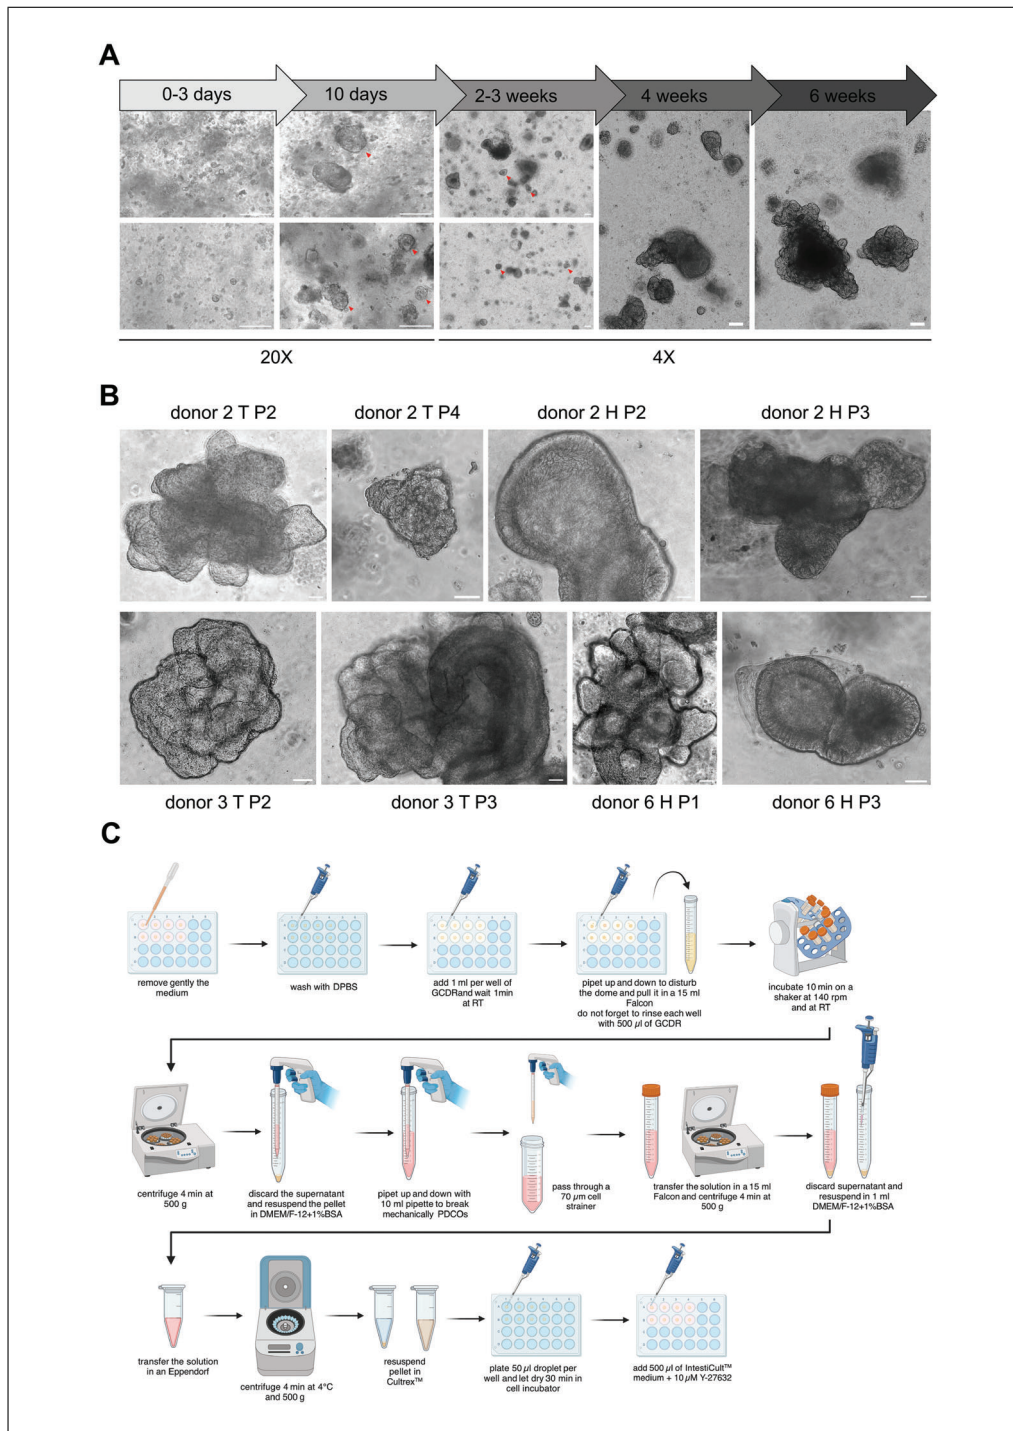 A
0-3 days
10 days
2-3 weeks
4 weeks
6 weeks
20X
4X
B
donor 2 T P2
donor 2 T P4
donor 2 H P2
donor 2 H P3
donor 3 T P2
donor 3 T P3
donor 6 H P1
donor 6 H P3
C
remove gently the
medium
wash with DPBS
add 1 ml per well of
GCDRand wait 1min
at RT
pipet up and down to disturb
the dome and pull it in a 15 ml
Falcon
do not forget to rinse each well
with 500 µl of GCDR
incubate 10 min on a
shaker at 140 rpm
and at RT
centrifuge 4 min at
500 g
discard the supernatant
and resuspend the pellet
in DMEM/F-12+1%BSA
pipet up and down with
10 ml pipette to break
mechanically PDCOs
pass through a
70 µm cell
strainer
transfer the solution in a 15 ml
Falcon and centrifuge 4 min at
500 g
discard supernatant and
resuspend in 1 ml
DMEM/F-12+1%BSA
transfer the solution
in an Eppendorf
centrifuge 4 min at 4°C
and 500 g
resuspend
pellet in
Cultrex™
plate 50 µl droplet per
well and let dry 30 min in
cell incubator
add 500 µl of IntestiCult™
medium + 10 µM Y-27632